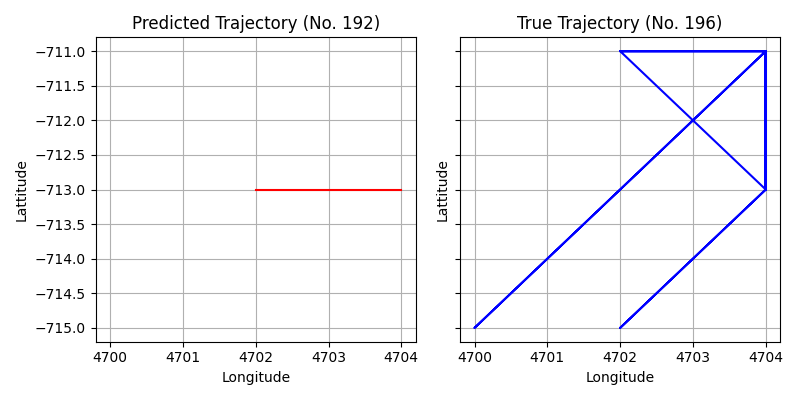 Predicted Trajectory (No. 192)
True Trajectory (No. 196)
Lattitude
−711.0
−711.5
−712.0
−712.5
−713.0
−713.5
−714.0
−714.5
−715.0
4700 4701 4702 4703 4704
Longitude
Lattitude
4700 4701 4702 4703 4704
Longitude